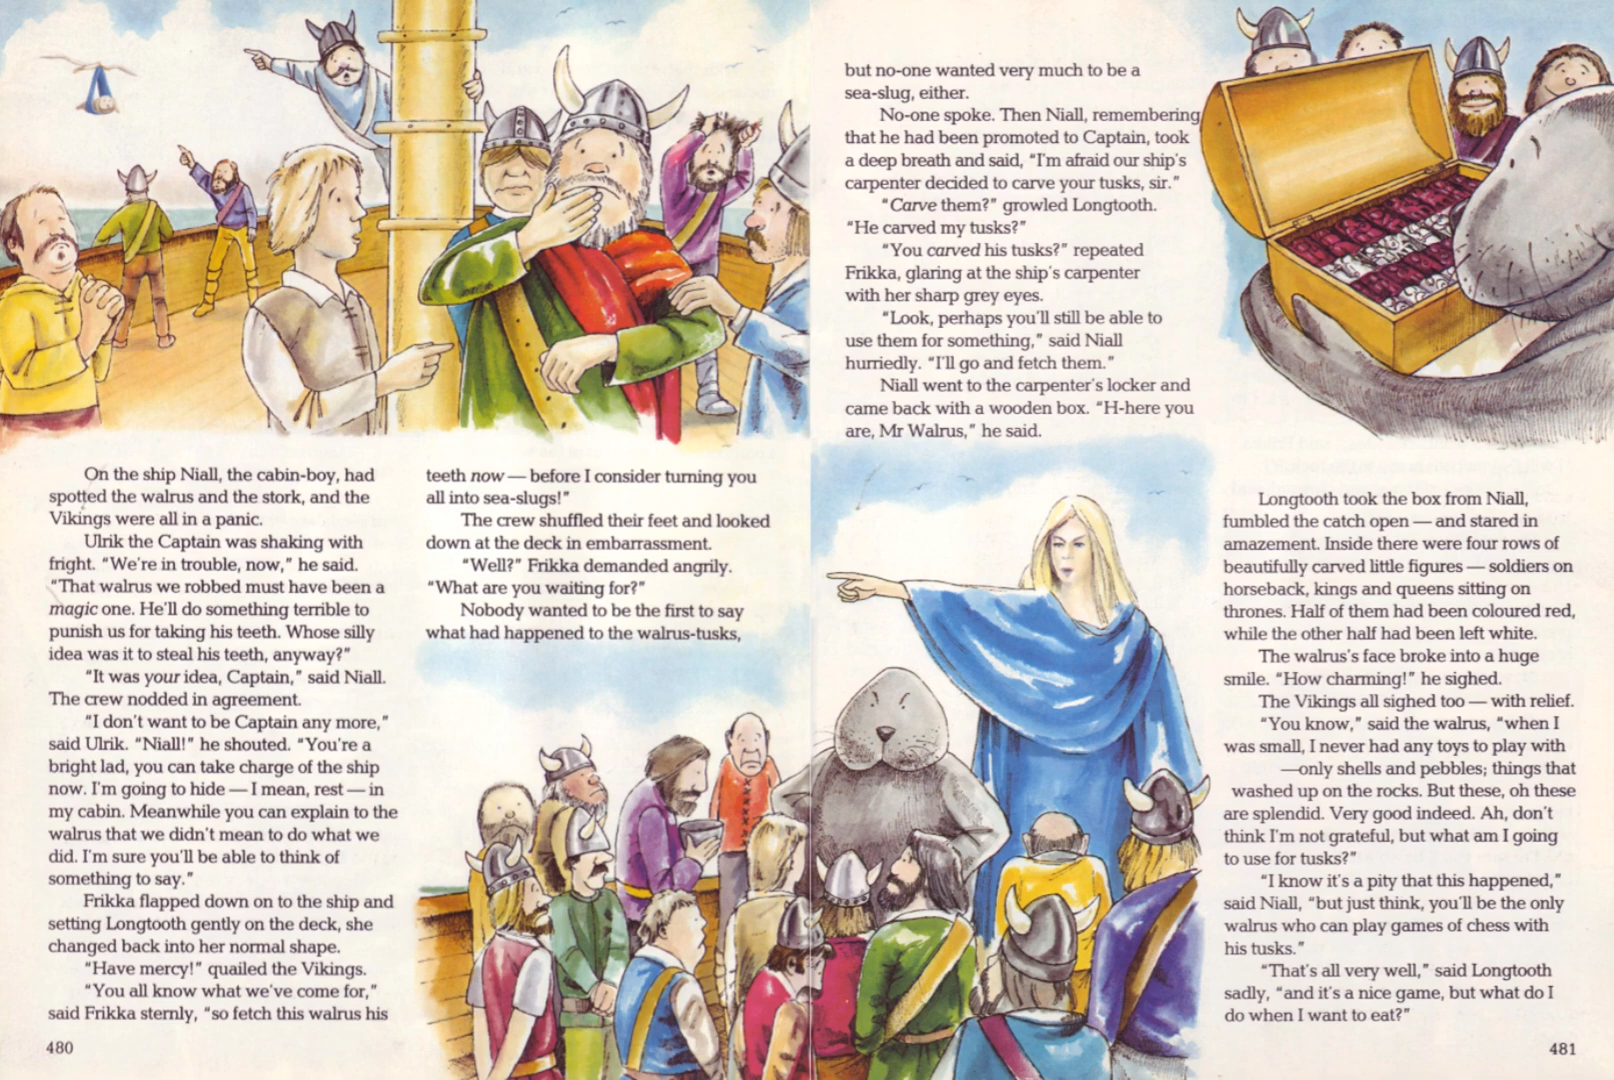 On the ship Niall, the cabin-boy, had
spotted the walrus and the stork, and the
Vikings were all in a panic.
Ulrik the Captain was shaking with
fright. “We're in trouble, now,” he said.
“That walrus we robbed must have been a
magic one. He'll do something terrible to
punish us for taking his teeth. Whose silly
idea was it to steal his teeth, anyway?”
“It was your idea, Captain,” said Niall.
The crew nodded in agreement.
“I don't want to be Captain any more,”
said Ulrik. “Niall!” he shouted. “You're a
bright lad, you can take charge of the ship
now. I'm going to hide — I mean, rest — in
my cabin. Meanwhile you can explain to the
walrus that we didn't mean to do what we
did. I'm sure you'll be able to think of
something to say.”
Frikka flapped down on to the ship and
setting Longtooth gently on the deck, she
changed back into her normal shape.
“Have mercy!” quailed the Vikings.
“You all know what we've come for,”
said Frikka sternly, “so fetch this walrus his
480
teeth now — before I consider turning you
all into sea-slugs!”
The crew shuffled their feet and looked
down at the deck in embarrassment.
“Well?” Frikka demanded angrily.
“What are you waiting for?”
Nobody wanted to be the first to say
what had happened to the walrus-tusks,
but no-one wanted very much to be a
sea-slug, either.
No-one spoke. Then Niall, remembering
that he had been promoted to Captain, took
a deep breath and said, “I'm afraid our ship's
carpenter decided to carve your tusks, sir.”
“Carve them?” growled Longtooth.
“He carved my tusks?”
“You carved his tusks?” repeated
Frikka, glaring at the ship's carpenter
with her sharp grey eyes.
“Look, perhaps you'll still be able to
use them for something,” said Niall
hurriedly. “I'll go and fetch them.”
Niall went to the carpenter's locker and
came back with a wooden box. “H-here you
are, Mr Walrus,” he said.
Longtooth took the box from Niall,
fumbled the catch open — and stared in
amazement. Inside there were four rows of
beautifully carved little figures — soldiers on
horseback, kings and queens sitting on
thrones. Half of them had been coloured red,
while the other half had been left white.
The walrus's face broke into a huge
smile. “How charming!” he sighed.
The Vikings all sighed too — with relief.
“You know,” said the walrus, “when I
was small, I never had any toys to play with
—only shells and pebbles; things that
washed up on the rocks. But these, oh these
are splendid. Very good indeed. Ah, don't
think I'm not grateful, but what am I going
to use for tusks?”
“I know it's a pity that this happened,”
said Niall, “but just think, you'll be the only
walrus who can play games of chess with
his tusks.”
“That's all very well,” said Longtooth
sadly, “and it's a nice game, but what do I
do when I want to eat?”
481